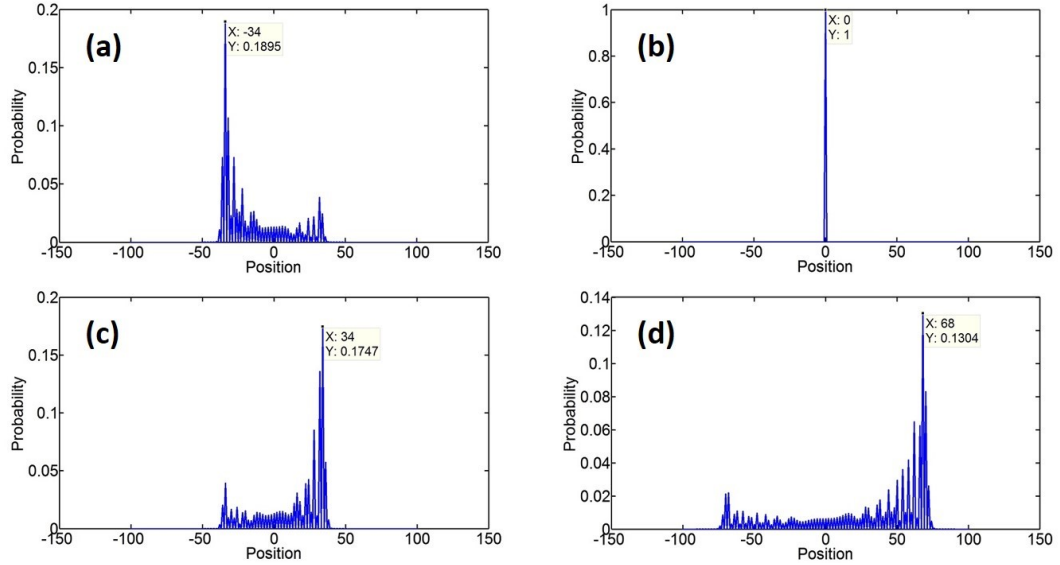 (a)
X: -34
Y: 0.1895
Probability
0.2
0.15
0.1
0.05
0
-150 -100 -50 0 50 100 150
Position
(b)
X: 0
Y: 1
Probability
1
0.8
0.6
0.4
0.2
0
-150 -100 -50 0 50 100 150
Position
(c)
X: 34
Y: 0.1747
Probability
0.2
0.15
0.1
0.05
0
-150 -100 -50 0 50 100 150
Position
(d)
X: 68
Y: 0.1304
Probability
0.14
0.12
0.1
0.08
0.06
0.04
0.02
0
-150 -100 -50 0 50 100 150
Position